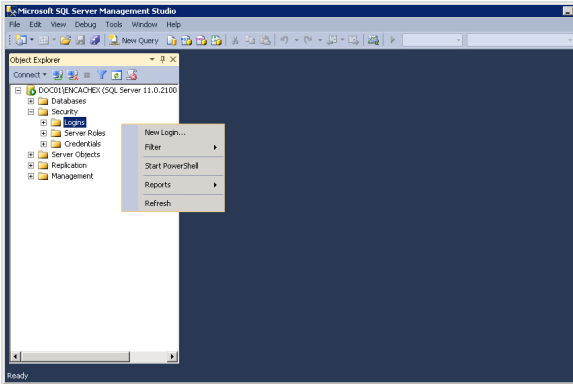 Microsoft SQL Server Management Studio
File Edit View Debug Tools Window Help
New Query
Object Explorer
Connect
DOC01\ENCACHEX (SQL Server 11.0.2100
Databases
Security
Logins
Server Roles
Credentials
Server Objects
Replication
Management
New Login...
Filter
Start PowerShell
Reports
Refresh
Ready